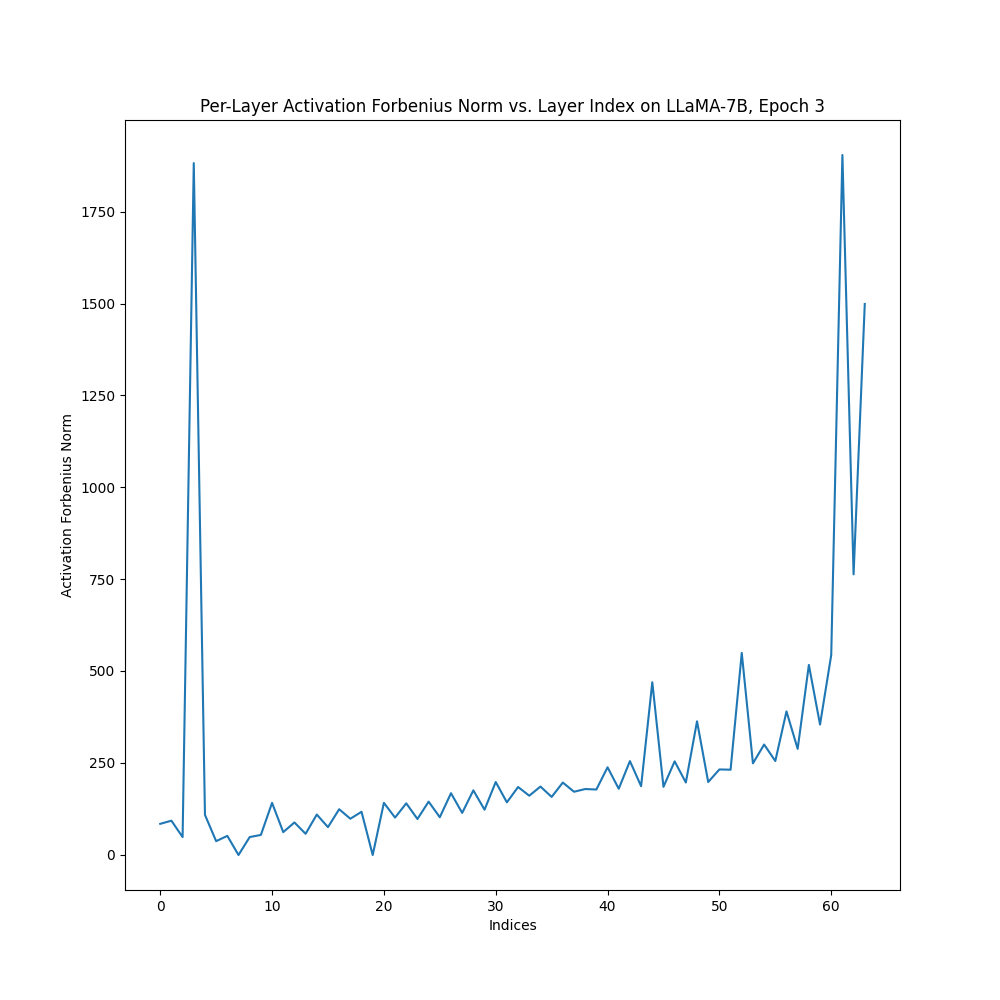 Per-Layer Activation Forbenius Norm vs. Layer Index on LLaMA-7B, Epoch 3
1750
1500
1250
1000
750
500
250
0
Activation Forbenius Norm
0 10 20 30 40 50 60
Indices